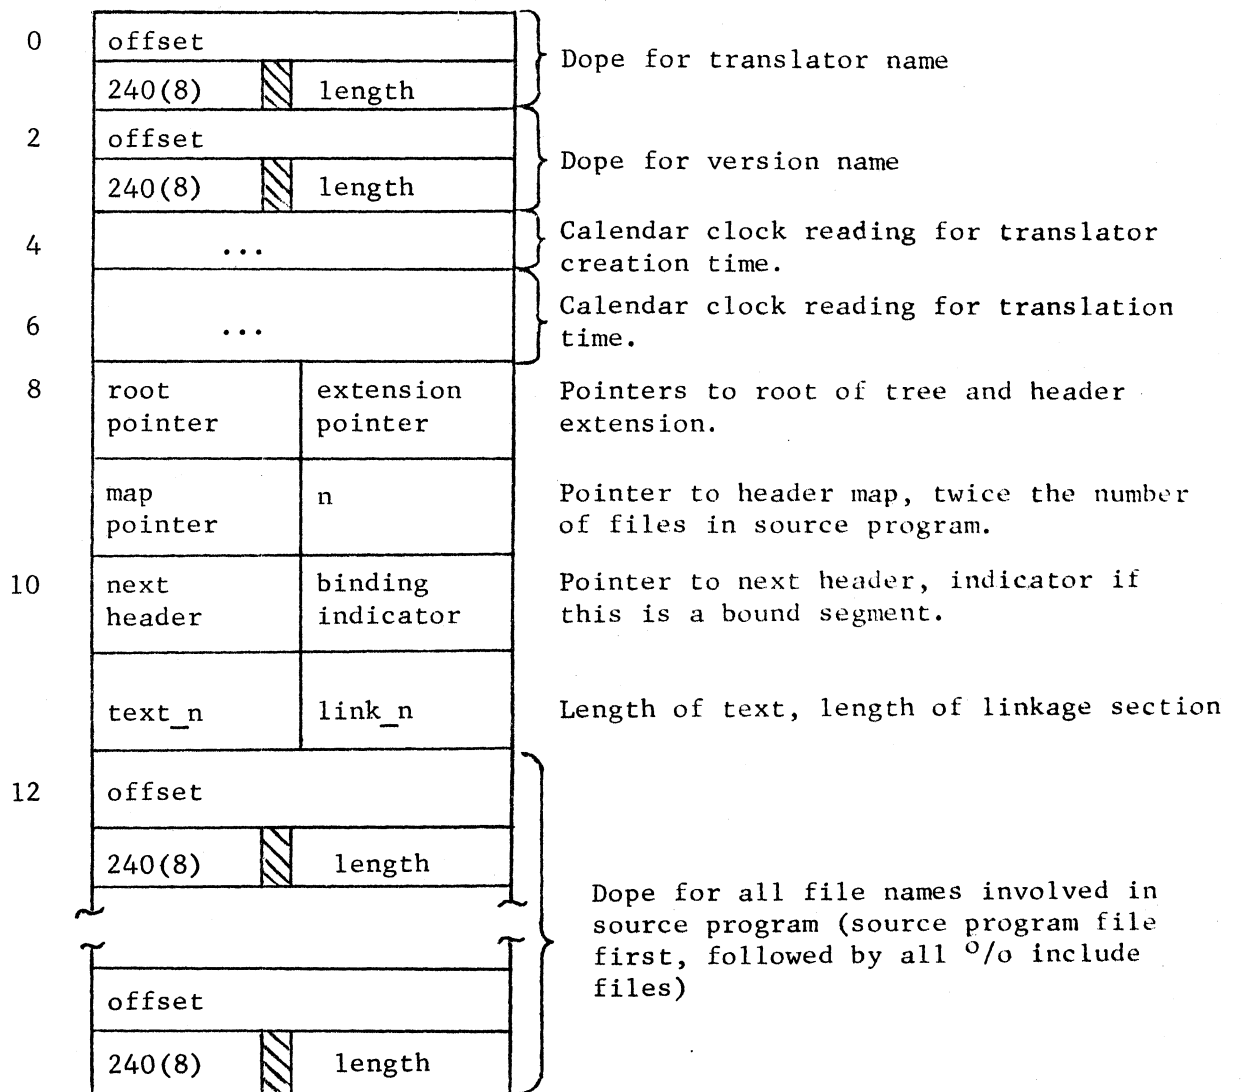 0 offset
240(8) length
Dope for translator name
2 offset
240(8) length
Dope for version name
4 ...
Calendar clock reading for translator
creation time.
6 ...
Calendar clock reading for translation
time.
8 root extension
pointer pointer
Pointers to root of tree and header
extension.
map n
pointer
Pointer to header map, twice the number
of files in source program.
10 next binding
header indicator
Pointer to next header, indicator if
this is a bound segment.
text_n link_n
Length of text, length of linkage section
12 offset
240(8) length
Dope for all file names involved in
source program (source program file
first, followed by all o/o include
files)
offset
240(8) length